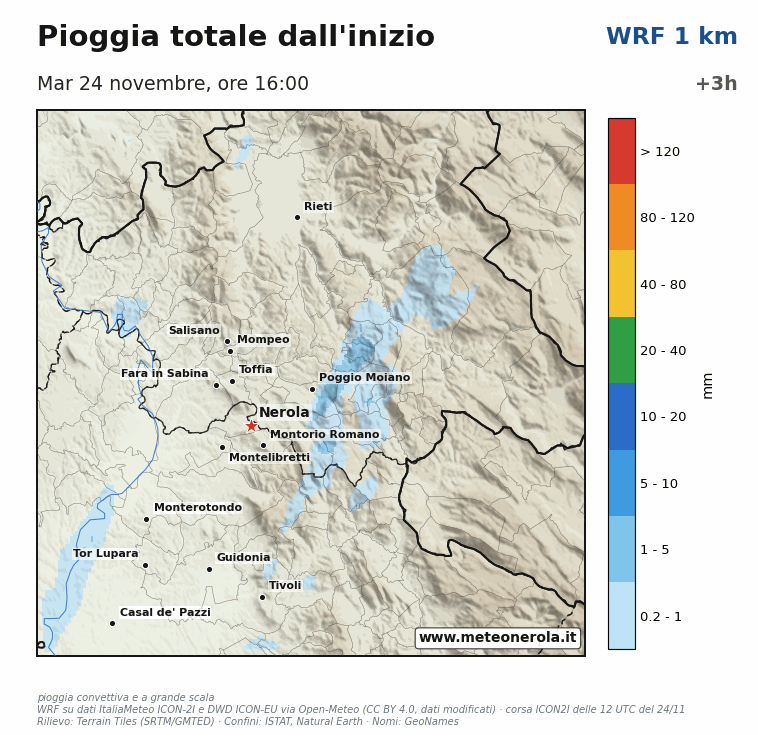 Pioggia totale dall'inizio
WRF 1 km
Mar 24 novembre, ore 16:00
+3h
Rieti
Salisano
Mompeo
Fara in Sabina
Toffia
Poggio Moiano
Nerola
Montorio Romano
Montelibretti
Monterotondo
Tor Lupara
Guidonia
Tivoli
Casal de' Pazzi
www.meteonerola.it
> 120
80 - 120
40 - 80
20 - 40
10 - 20
5 - 10
1 - 5
0.2 - 1
mm
pioggia convettiva e a grande scala
WRF su dati ItaliaMeteo ICON-2I e DWD ICON-EU via Open-Meteo (CC BY 4.0, dati modificati) · corsa ICON2I delle 12 UTC del 24/11
Rilievo: Terrain Tiles (SRTM/GMTED) · Confini: ISTAT, Natural Earth · Nomi: GeoNames